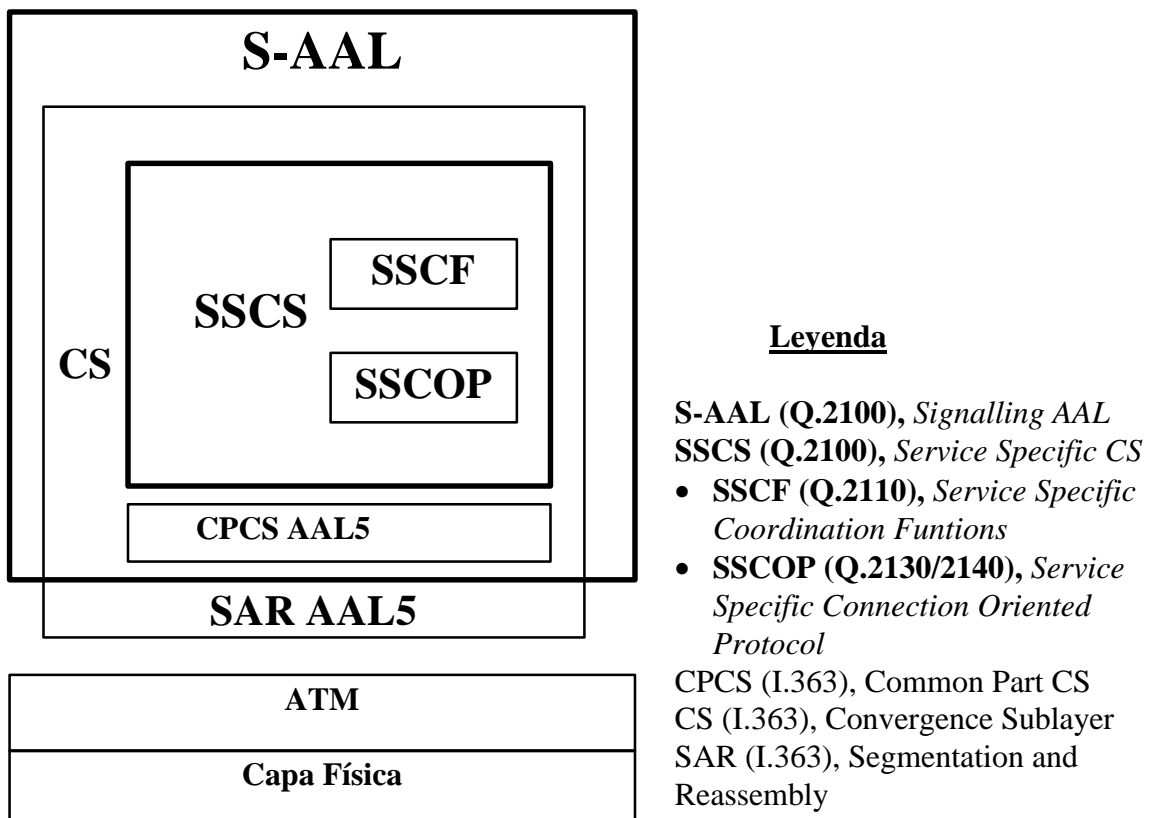 S-AAL
SSCF
SSCS
CS
SSCOP
CPCS AAL5
SAR AAL5
ATM
Capa Física
Leyenda
S-AAL (Q.2100), Signalling AAL
SSCS (Q.2100), Service Specific CS
• SSCF (Q.2110), Service Specific
Coordination Funtions
• SSCOP (Q.2130/2140), Service
Specific Connection Oriented
Protocol
CPCS (I.363), Common Part CS
CS (I.363), Convergence Sublayer
SAR (I.363), Segmentation and
Reassembly